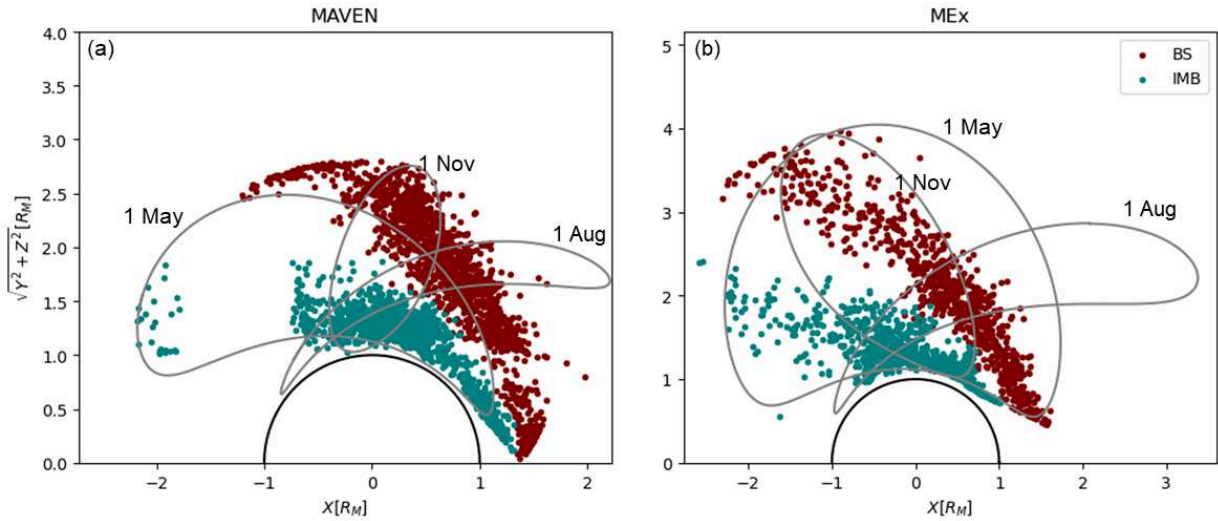 MAVEN
(a)
4.0
3.5
3.0
2.5
2.0
1.5
1.0
0.5
0.0
√Y² + Z² [R_M]
1 Nov
1 May
1 Aug
−2 −1 0 1 2
X[R_M]
MEx
(b)
BS
IMB
5
4
3
2
1
0
1 May
1 Nov
1 Aug
−2 −1 0 1 2 3
X[R_M]